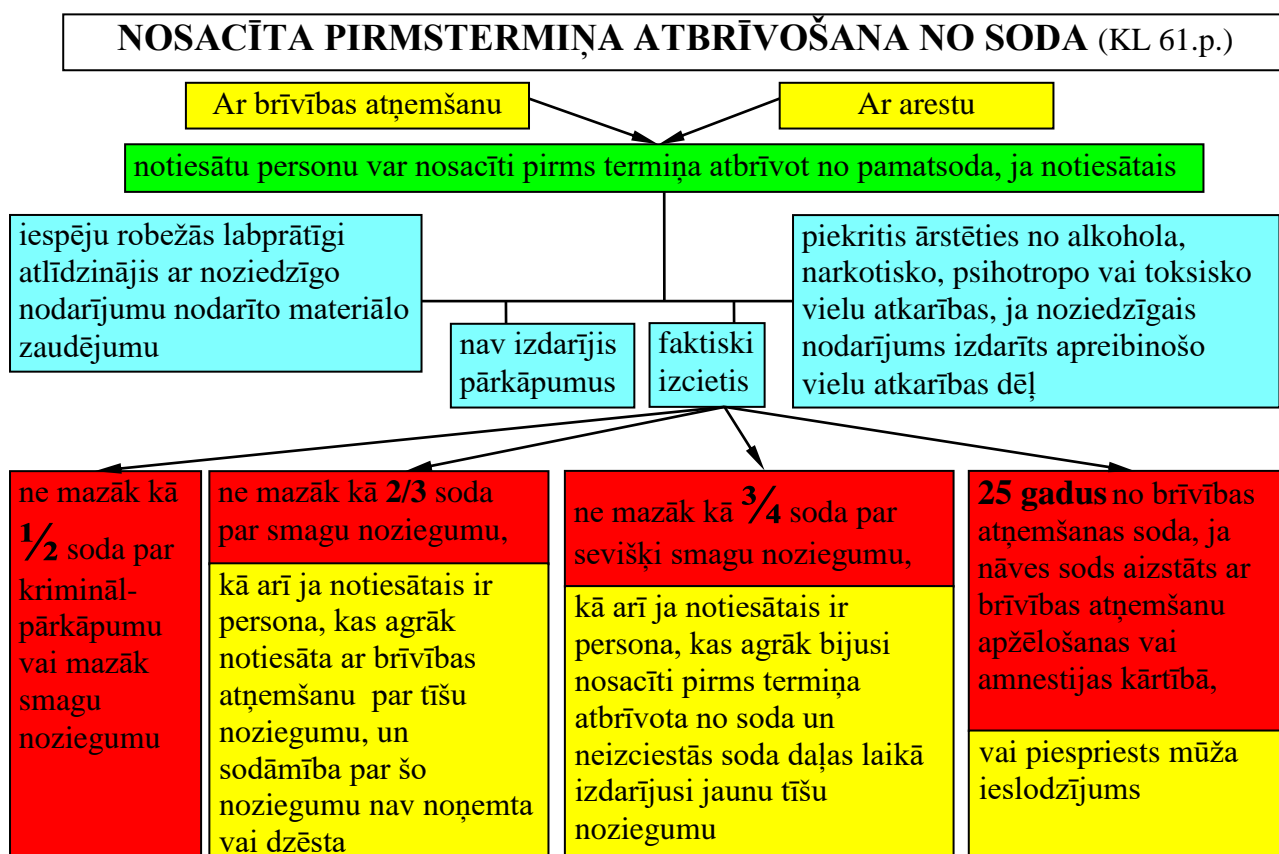 NOSACĪTA PIRMSTERMIŅA ATBRĪVOŠANA NO SODA (KL 61.p.)
Ar brīvības atņemšanu
Ar arestu
notiesātu personu var nosacīti pirms termiņa atbrīvot no pamatsoda, ja notiesātais
iespēju robežās labprātīgi
atlīdzinājis ar noziedzīgo
nodarījumu nodarīto materiālo
zaudējumu
nav izdarījis
pārkāpumus
faktiski
izcietis
piekritis ārstēties no alkohola,
narkotisko, psihotropo vai toksisko
vielu atkarības, ja noziedzīgais
nodarījums izdarīts apreibinošo
vielu atkarības dēļ
ne mazāk kā
½ soda par
krimināl-
pārkāpumu
vai mazāk
smagu
noziegumu
ne mazāk kā 2/3 soda
par smagu noziegumu,
kā arī ja notiesātais ir
persona, kas agrāk
notiesāta ar brīvības
atņemšanu par tīšu
noziegumu, un
sodāmība par šo
noziegumu nav noņemta
vai dzēsta
ne mazāk kā ¾ soda par
sevišķi smagu noziegumu,
kā arī ja notiesātais ir
persona, kas agrāk bijusi
nosacīti pirms termiņa
atbrīvota no soda un
neizciestās soda daļas laikā
izdarījusi jaunu tīšu
noziegumu
25 gadus no brīvības
atņemšanas soda, ja
nāves sods aizstāts ar
brīvības atņemšanu
apžēlošanas vai
amnestijas kārtībā,
vai piespriests mūža
ieslodzījums